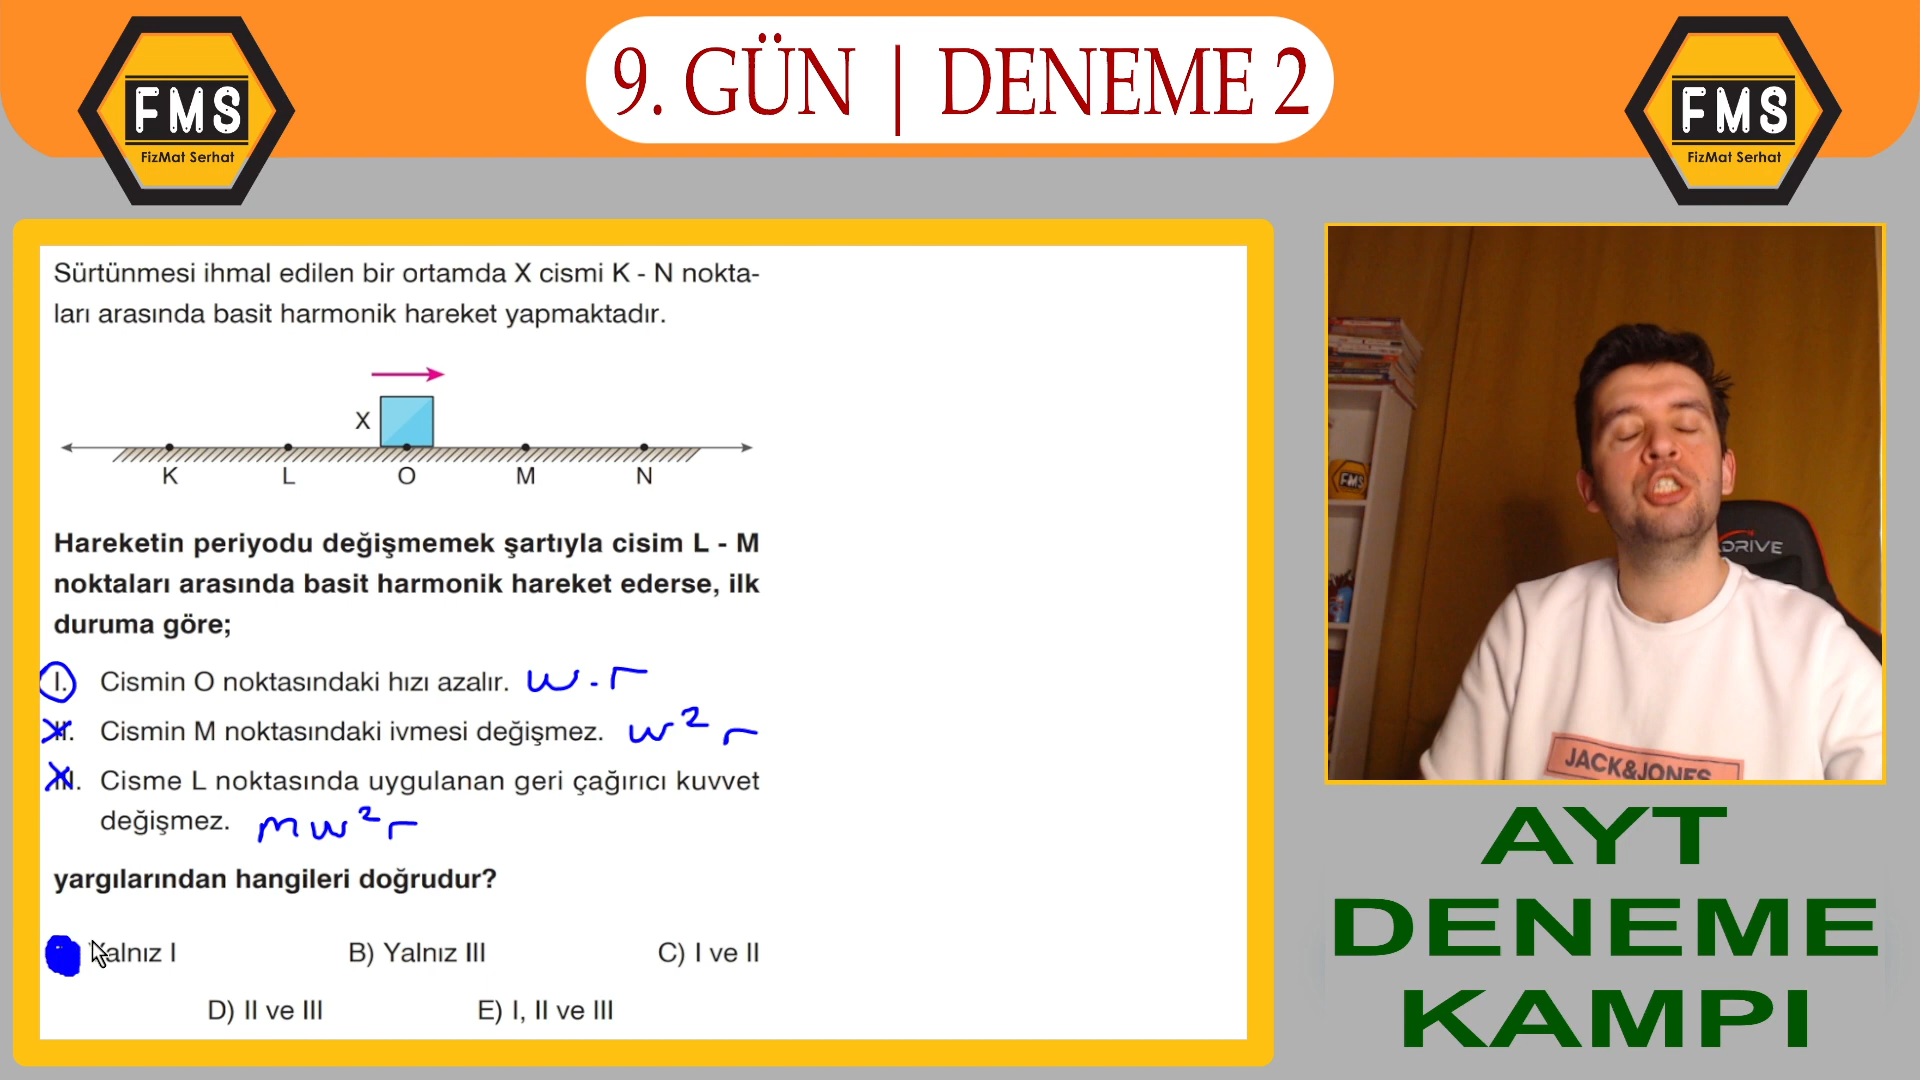 9. GÜN | DENEME 2
FMS
FizMat Serhat
FMS
FizMat Serhat
Sürtünmesi ihmal edilen bir ortamda X cismi K - N nokta-
ları arasında basit harmonik hareket yapmaktadır.
X
K L O M N
Hareketin periyodu değişmemek şartıyla cisim L - M
noktaları arasında basit harmonik hareket ederse, ilk
duruma göre;
I. Cismin O noktasındaki hızı azalır. w . r
II. Cismin M noktasındaki ivmesi değişmez. w² r
III. Cisme L noktasında uygulanan geri çağırıcı kuvvet
değişmez. m w² r
yargılarından hangileri doğrudur?
Yalnız I B) Yalnız III C) I ve II
D) II ve III E) I, II ve III
FMS
DRIVE
JACK&JONES
AYT
DENEME
KAMPI